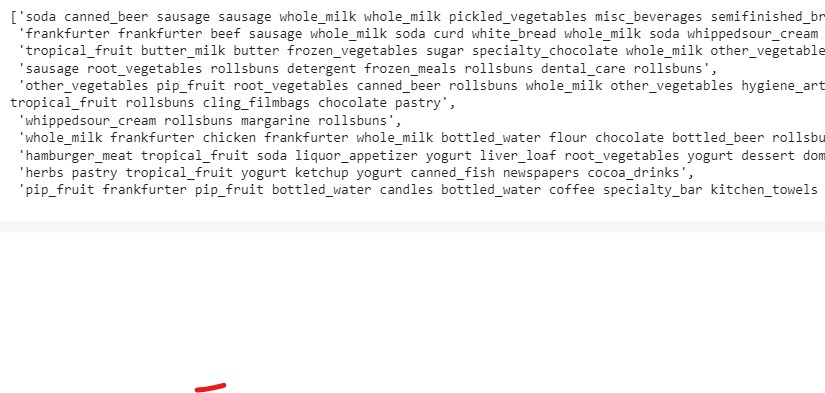 ['soda canned_beer sausage sausage whole_milk whole_milk pickled_vegetables misc_beverages semifinished_br
'frankfurter frankfurter beef sausage whole_milk soda curd white_bread whole_milk soda whippedsour_cream
'tropical_fruit butter_milk butter frozen_vegetables sugar specialty_chocolate whole_milk other_vegetable
'sausage root_vegetables rollsbuns detergent frozen_meals rollsbuns dental_care rollsbuns',
'other_vegetables pip_fruit root_vegetables canned_beer rollsbuns whole_milk other_vegetables hygiene_art
tropical_fruit rollsbuns cling_filmbags chocolate pastry',
'whippedsour_cream rollsbuns margarine rollsbuns',
'whole_milk frankfurter chicken frankfurter whole_milk bottled_water flour chocolate bottled_beer rollsbu
'hamburger_meat tropical_fruit soda liquor_appetizer yogurt liver_loaf root_vegetables yogurt dessert dom
'herbs pastry tropical_fruit yogurt ketchup yogurt canned_fish newspapers cocoa_drinks',
'pip_fruit frankfurter pip_fruit bottled_water candles bottled_water coffee specialty_bar kitchen_towels